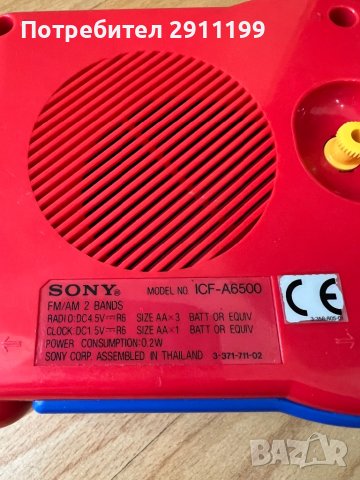 Потребител 2911199
SONY® MODEL NO. ICF-A6500
FM/AM 2 BANDS
RADIO:DC4.5V⎓R6 SIZE AA×3 BATT OR EQUIV
CLOCK:DC1.5V⎓R6 SIZE AA×1 BATT OR EQUIV
POWER CONSUMPTION:0.2W
SONY CORP. ASSEMBLED IN THAILAND 3-371-711-02
CE
BAZAR.bg